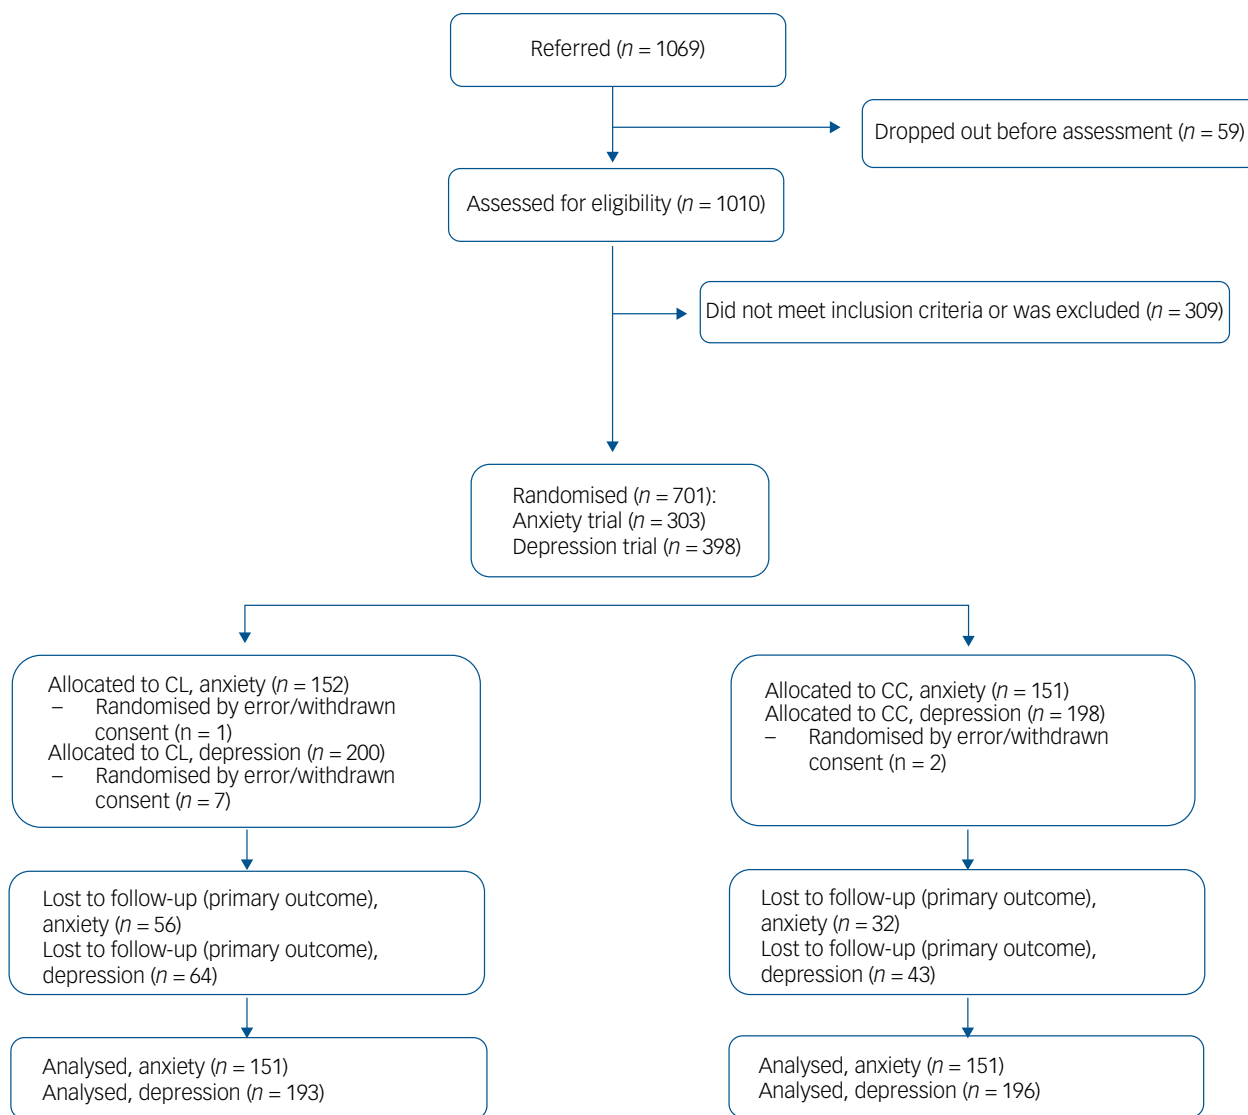 Referred (n = 1069)
Dropped out before assessment (n = 59)
Assessed for eligibility (n = 1010)
Did not meet inclusion criteria or was excluded (n = 309)
Randomised (n = 701):
Anxiety trial (n = 303)
Depression trial (n = 398)
Allocated to CL, anxiety (n = 152)
– Randomised by error/withdrawn
consent (n = 1)
Allocated to CL, depression (n = 200)
– Randomised by error/withdrawn
consent (n = 7)
Allocated to CC, anxiety (n = 151)
Allocated to CC, depression (n = 198)
– Randomised by error/withdrawn
consent (n = 2)
Lost to follow-up (primary outcome),
anxiety (n = 56)
Lost to follow-up (primary outcome),
depression (n = 64)
Lost to follow-up (primary outcome),
anxiety (n = 32)
Lost to follow-up (primary outcome),
depression (n = 43)
Analysed, anxiety (n = 151)
Analysed, depression (n = 193)
Analysed, anxiety (n = 151)
Analysed, depression (n = 196)